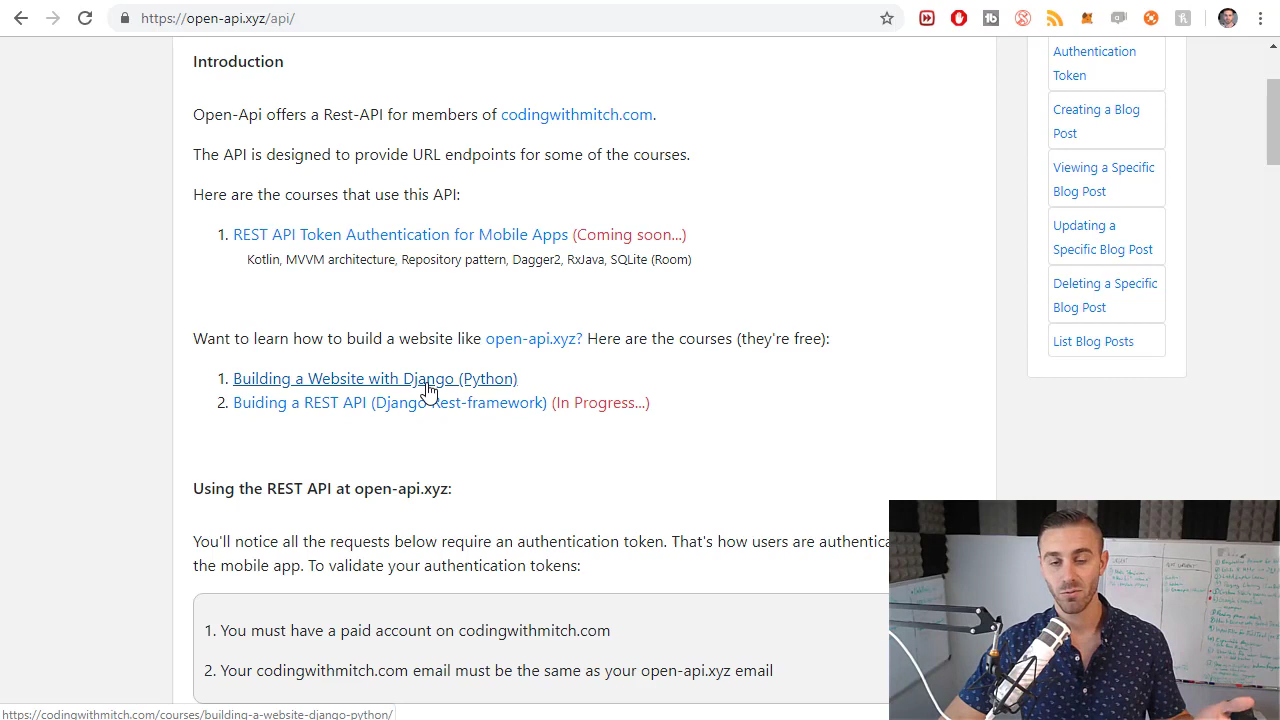 https://open-api.xyz/api/
Introduction
Open-Api offers a Rest-API for members of codingwithmitch.com.
The API is designed to provide URL endpoints for some of the courses.
Here are the courses that use this API:
1. REST API Token Authentication for Mobile Apps (Coming soon...)
Kotlin, MVVM architecture, Repository pattern, Dagger2, RxJava, SQLite (Room)
Want to learn how to build a website like open-api.xyz? Here are the courses (they're free):
1. Building a Website with Django (Python)
2. Buiding a REST API (Django Rest-framework) (In Progress...)
Using the REST API at open-api.xyz:
You'll notice all the requests below require an authentication token. That's how users are authentica
the mobile app. To validate your authentication tokens:
1. You must have a paid account on codingwithmitch.com
2. Your codingwithmitch.com email must be the same as your open-api.xyz email
Authentication
Token
Creating a Blog
Post
Viewing a Specific
Blog Post
Updating a
Specific Blog Post
Deleting a Specific
Blog Post
List Blog Posts
https://codingwithmitch.com/courses/building-a-website-django-python/